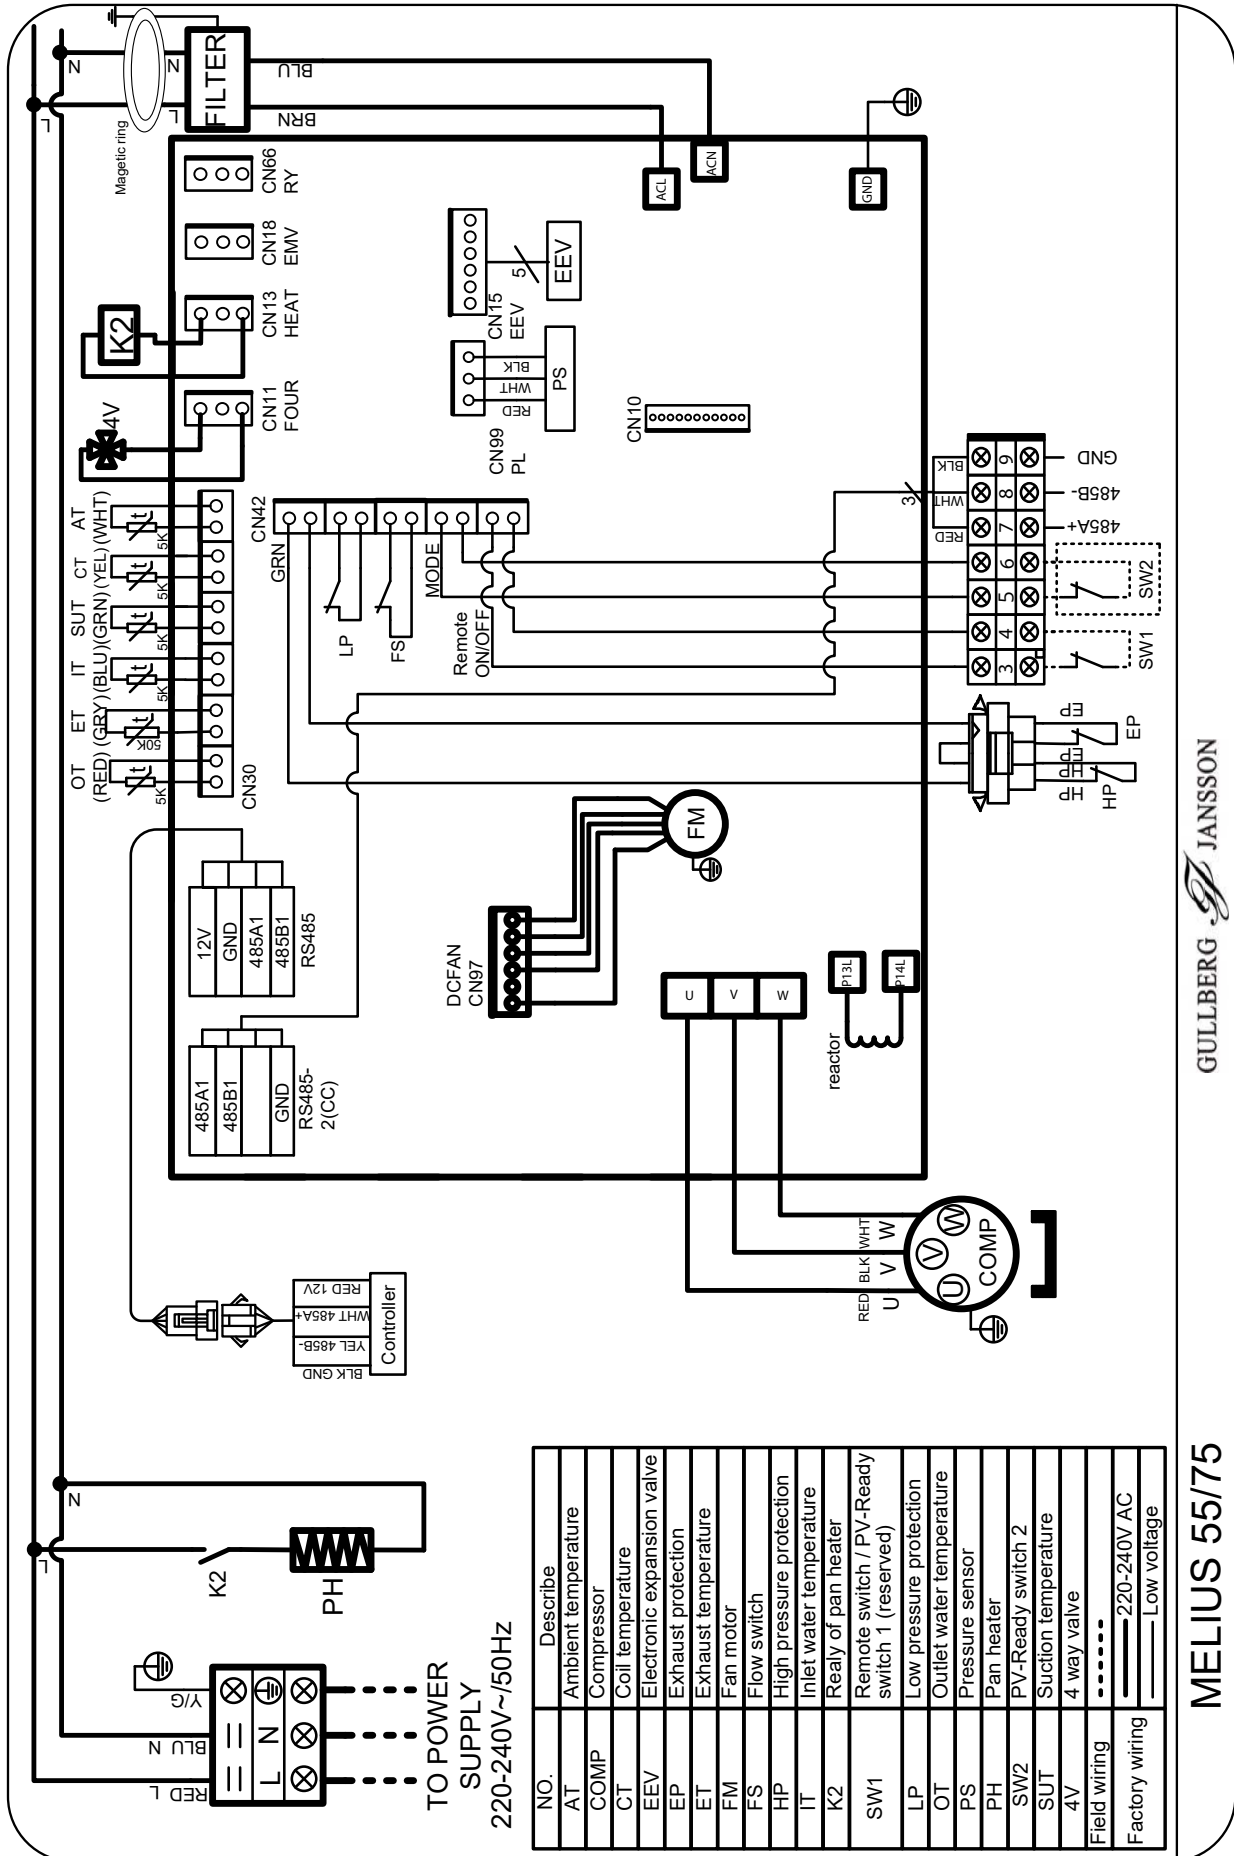 L
N
Magetic ring
N
L
FILTER
BLU
BRN
CN66
RY
CN18
EMV
K2
CN13
HEAT
4V
CN11
FOUR
ACL
ACN
GND
CN15
EEV
5
EEV
BLK
WHT
RED
PS
CN99
PL
CN10
AT
(WHT)
t
5K
CT
(YEL)
t
5K
SUT
(GRN)
t
5K
IT
(BLU)
t
5K
ET
(GRY)
t
50K
OT
(RED)
t
5K
CN30
CN42
GRN
LP
FS
MODE
Remote
ON/OFF
3
BLK
WHT
RED
9
8
7
6
5
4
3
GND
485B-
485A+
SW2
SW1
EP
EP
HP
HP
EP
HP
12V
GND
485A1
485B1
RS485
485A1
485B1
GND
RS485-
2(CC)
DCFAN
CN97
FM
U
V
W
P13L
P14L
reactor
RED
BLK
WHT
U
V
W
U
V
W
COMP
RED 12V
WHT 485A+
YEL 485B-
BLK GND
Controller
L
N
K2
PH
Y/G
BLU N
RED L
L
N
TO POWER
SUPPLY
220-240V~/50Hz
NO. Describe
AT Ambient temperature
COMP Compressor
CT Coil temperature
EEV Electronic expansion valve
EP Exhaust protection
ET Exhaust temperature
FM Fan motor
FS Flow switch
HP High pressure protection
IT Inlet water temperature
K2 Realy of pan heater
SW1 Remote switch / PV-Ready
switch 1 (reserved)
LP Low pressure protection
OT Outlet water temperature
PS Pressure sensor
PH Pan heater
SW2 PV-Ready switch 2
SUT Suction temperature
4V 4 way valve
Field wiring
Factory wiring 220-240V AC
Low voltage
MELIUS 55/75
GULLBERG JANSSON